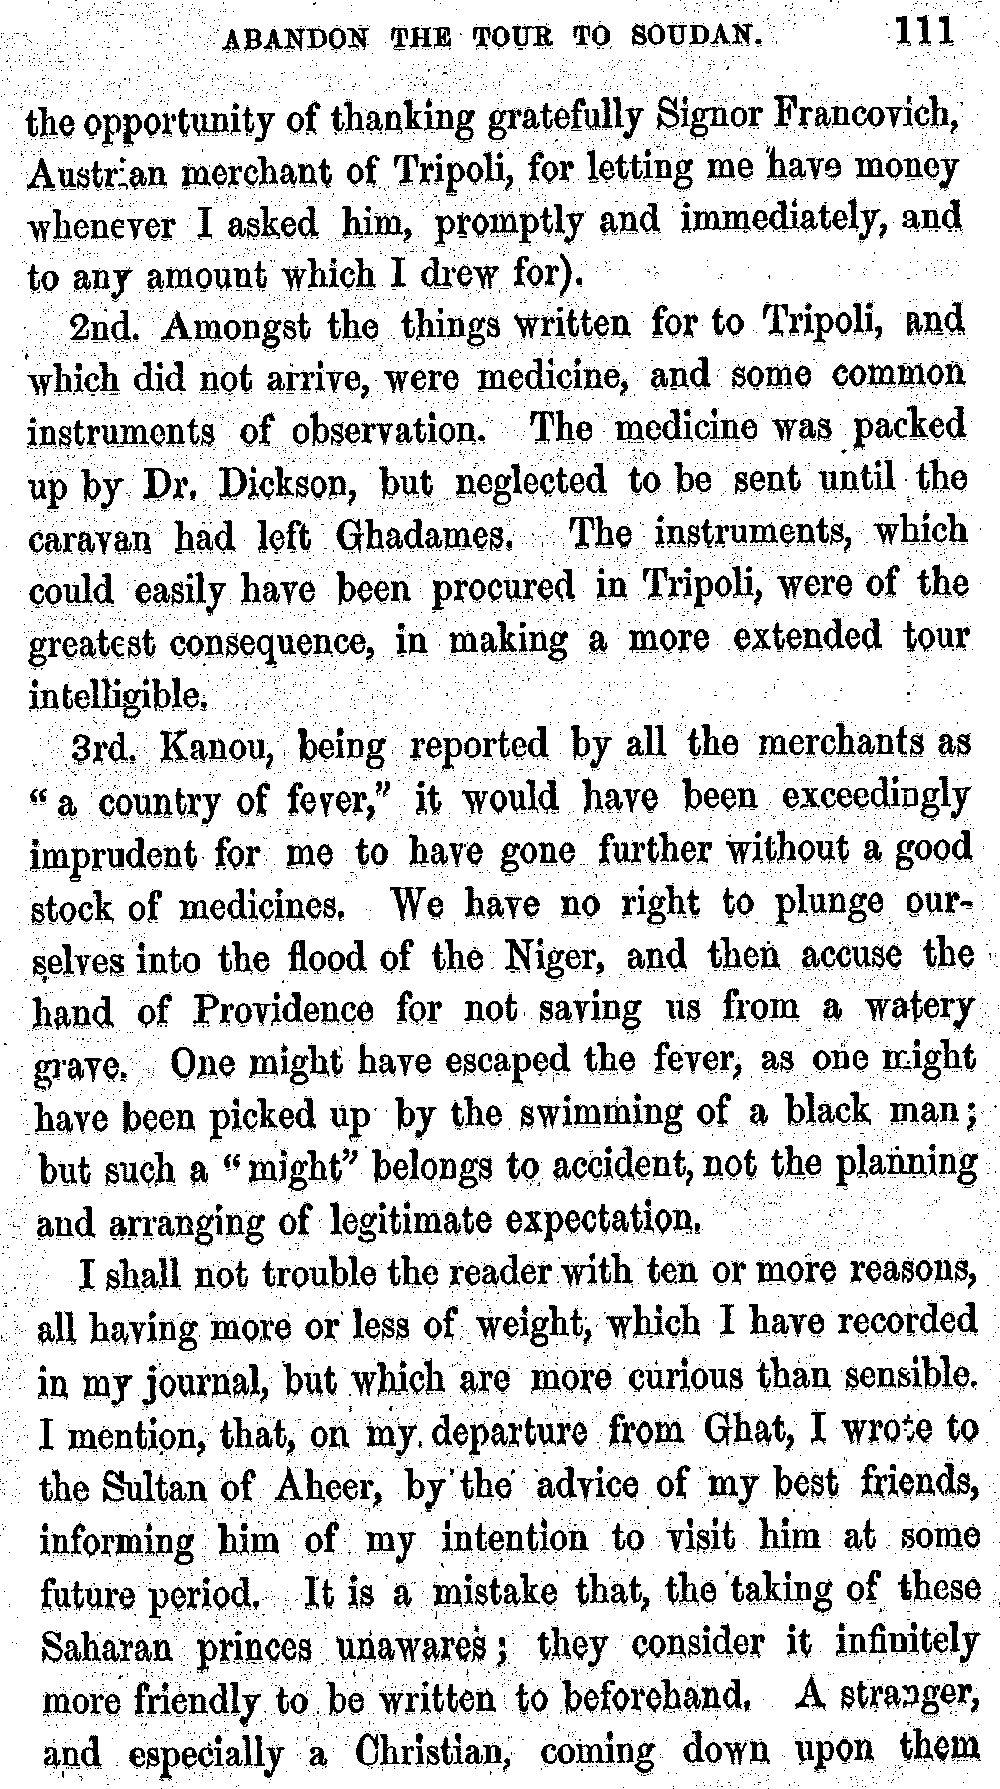 ABANDON THE TOUR TO SOUDAN. 111
the opportunity of thanking gratefully Signor Francovich,
Austrian merchant of Tripoli, for letting me have money
whenever I asked him, promptly and immediately, and
to any amount which I drew for).
2nd. Amongst the things written for to Tripoli, and
which did not arrive, were medicine, and some common
instruments of observation. The medicine was packed
up by Dr. Dickson, but neglected to be sent until the
caravan had left Ghadames. The instruments, which
could easily have been procured in Tripoli, were of the
greatest consequence, in making a more extended tour
intelligible.
3rd. Kanou, being reported by all the merchants as
“a country of fever,” it would have been exceedingly
imprudent for me to have gone further without a good
stock of medicines. We have no right to plunge our-
selves into the flood of the Niger, and then accuse the
hand of Providence for not saving us from a watery
grave. One might have escaped the fever, as one might
have been picked up by the swimming of a black man;
but such a “might” belongs to accident, not the planning
and arranging of legitimate expectation.
I shall not trouble the reader with ten or more reasons,
all having more or less of weight, which I have recorded
in my journal, but which are more curious than sensible.
I mention, that, on my departure from Ghat, I wrote to
the Sultan of Aheer, by the advice of my best friends,
informing him of my intention to visit him at some
future period. It is a mistake that, the taking of these
Saharan princes unawares; they consider it infinitely
more friendly to be written to beforehand. A stranger,
and especially a Christian, coming down upon them